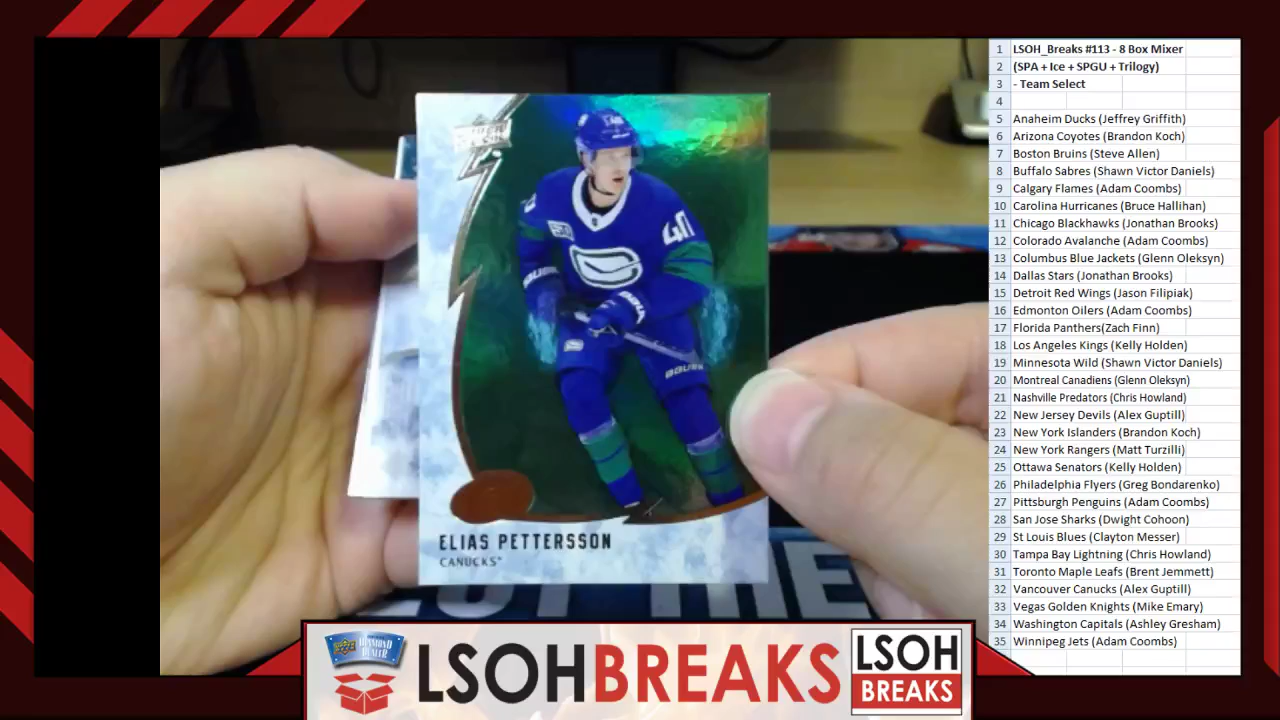 1 LSOH_Breaks #113 - 8 Box Mixer
2 (SPA + Ice + SPGU + Trilogy)
3 - Team Select
4
5 Anaheim Ducks (Jeffrey Griffith)
6 Arizona Coyotes (Brandon Koch)
7 Boston Bruins (Steve Allen)
8 Buffalo Sabres (Shawn Victor Daniels)
9 Calgary Flames (Adam Coombs)
10 Carolina Hurricanes (Bruce Hallihan)
11 Chicago Blackhawks (Jonathan Brooks)
12 Colorado Avalanche (Adam Coombs)
13 Columbus Blue Jackets (Glenn Oleksyn)
14 Dallas Stars (Jonathan Brooks)
15 Detroit Red Wings (Jason Filipiak)
16 Edmonton Oilers (Adam Coombs)
17 Florida Panthers(Zach Finn)
18 Los Angeles Kings (Kelly Holden)
19 Minnesota Wild (Shawn Victor Daniels)
20 Montreal Canadiens (Glenn Oleksyn)
21 Nashville Predators (Chris Howland)
22 New Jersey Devils (Alex Guptill)
23 New York Islanders (Brandon Koch)
24 New York Rangers (Matt Turzilli)
25 Ottawa Senators (Kelly Holden)
26 Philadelphia Flyers (Greg Bondarenko)
27 Pittsburgh Penguins (Adam Coombs)
28 San Jose Sharks (Dwight Cohoon)
29 St Louis Blues (Clayton Messer)
30 Tampa Bay Lightning (Chris Howland)
31 Toronto Maple Leafs (Brent Jemmett)
32 Vancouver Canucks (Alex Guptill)
33 Vegas Golden Knights (Mike Emary)
34 Washington Capitals (Ashley Gresham)
35 Winnipeg Jets (Adam Coombs)
40
BAUER
ELIAS PETTERSSON
CANUCKS™
THE
DIAMOND
DEALER
LSOHBREAKS
LSOH
BREAKS